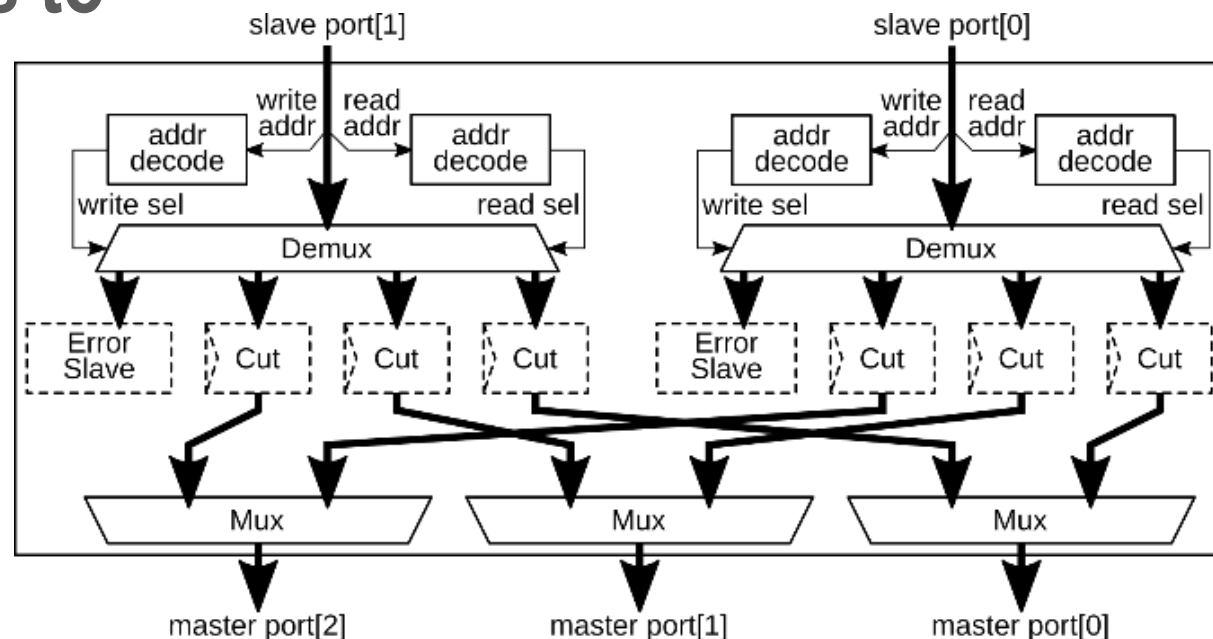 s to
slave port[1]
slave port[0]
write addr
read addr
write addr
read addr
addr decode
addr decode
addr decode
addr decode
write sel
read sel
write sel
read sel
Demux
Demux
Error Slave
Cut
Cut
Cut
Error Slave
Cut
Cut
Cut
Mux
Mux
Mux
master port[2]
master port[1]
master port[0]